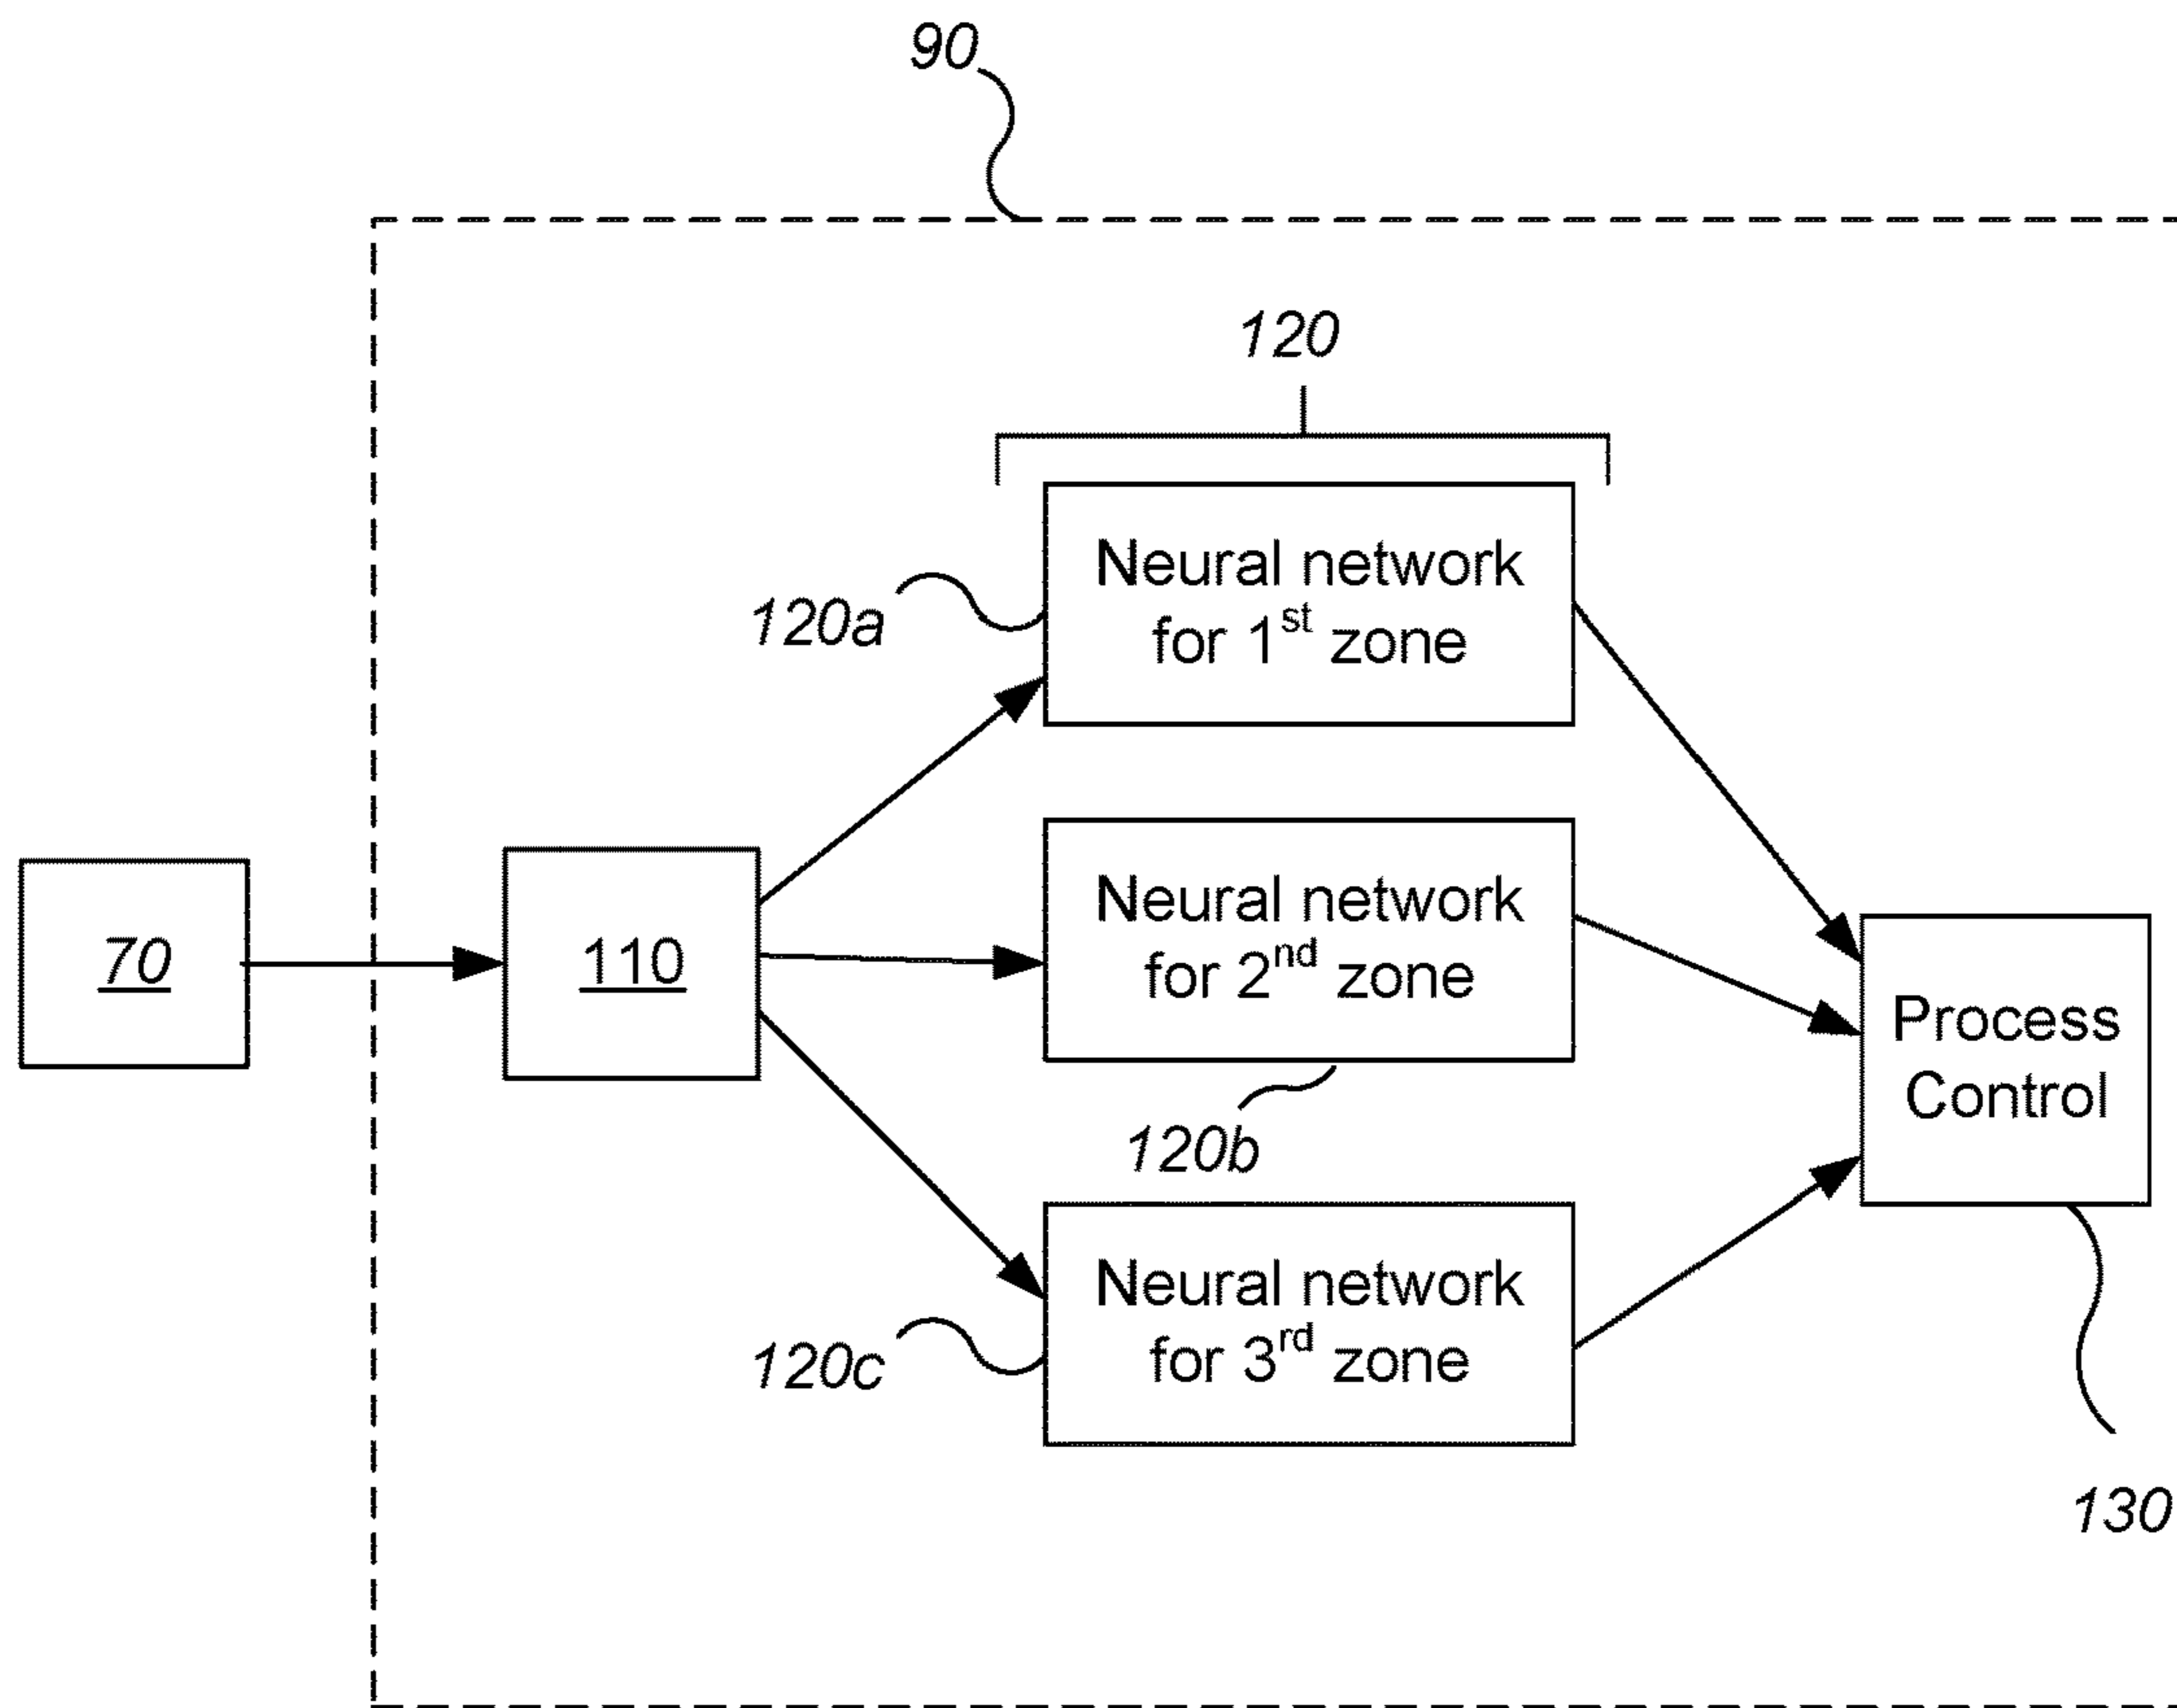 90
120
Neural network
for 1st zone
120a
Neural network
for 2nd zone
70
110
Process
Control
120b
Neural network
for 3rd zone
120c
130